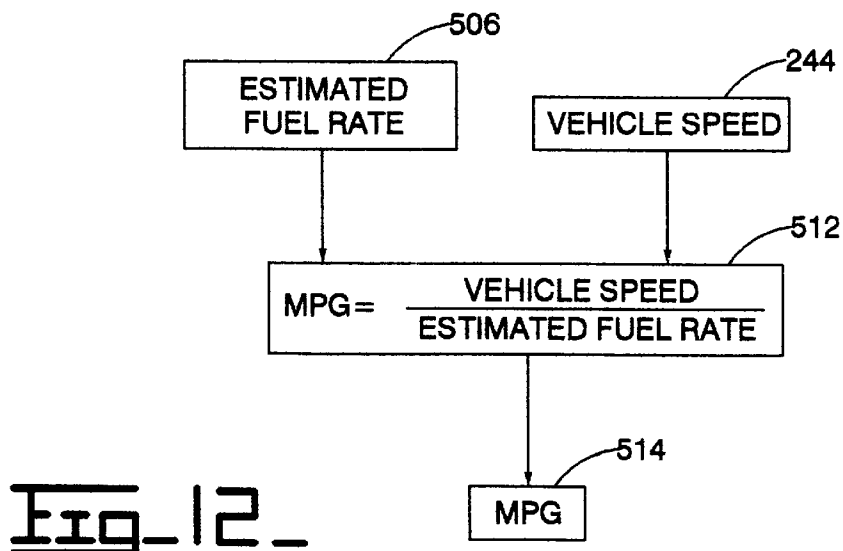 506
ESTIMATED
FUEL RATE
244
VEHICLE SPEED
512
MPG= VEHICLE SPEED
ESTIMATED FUEL RATE
514
MPG
Fig_12_